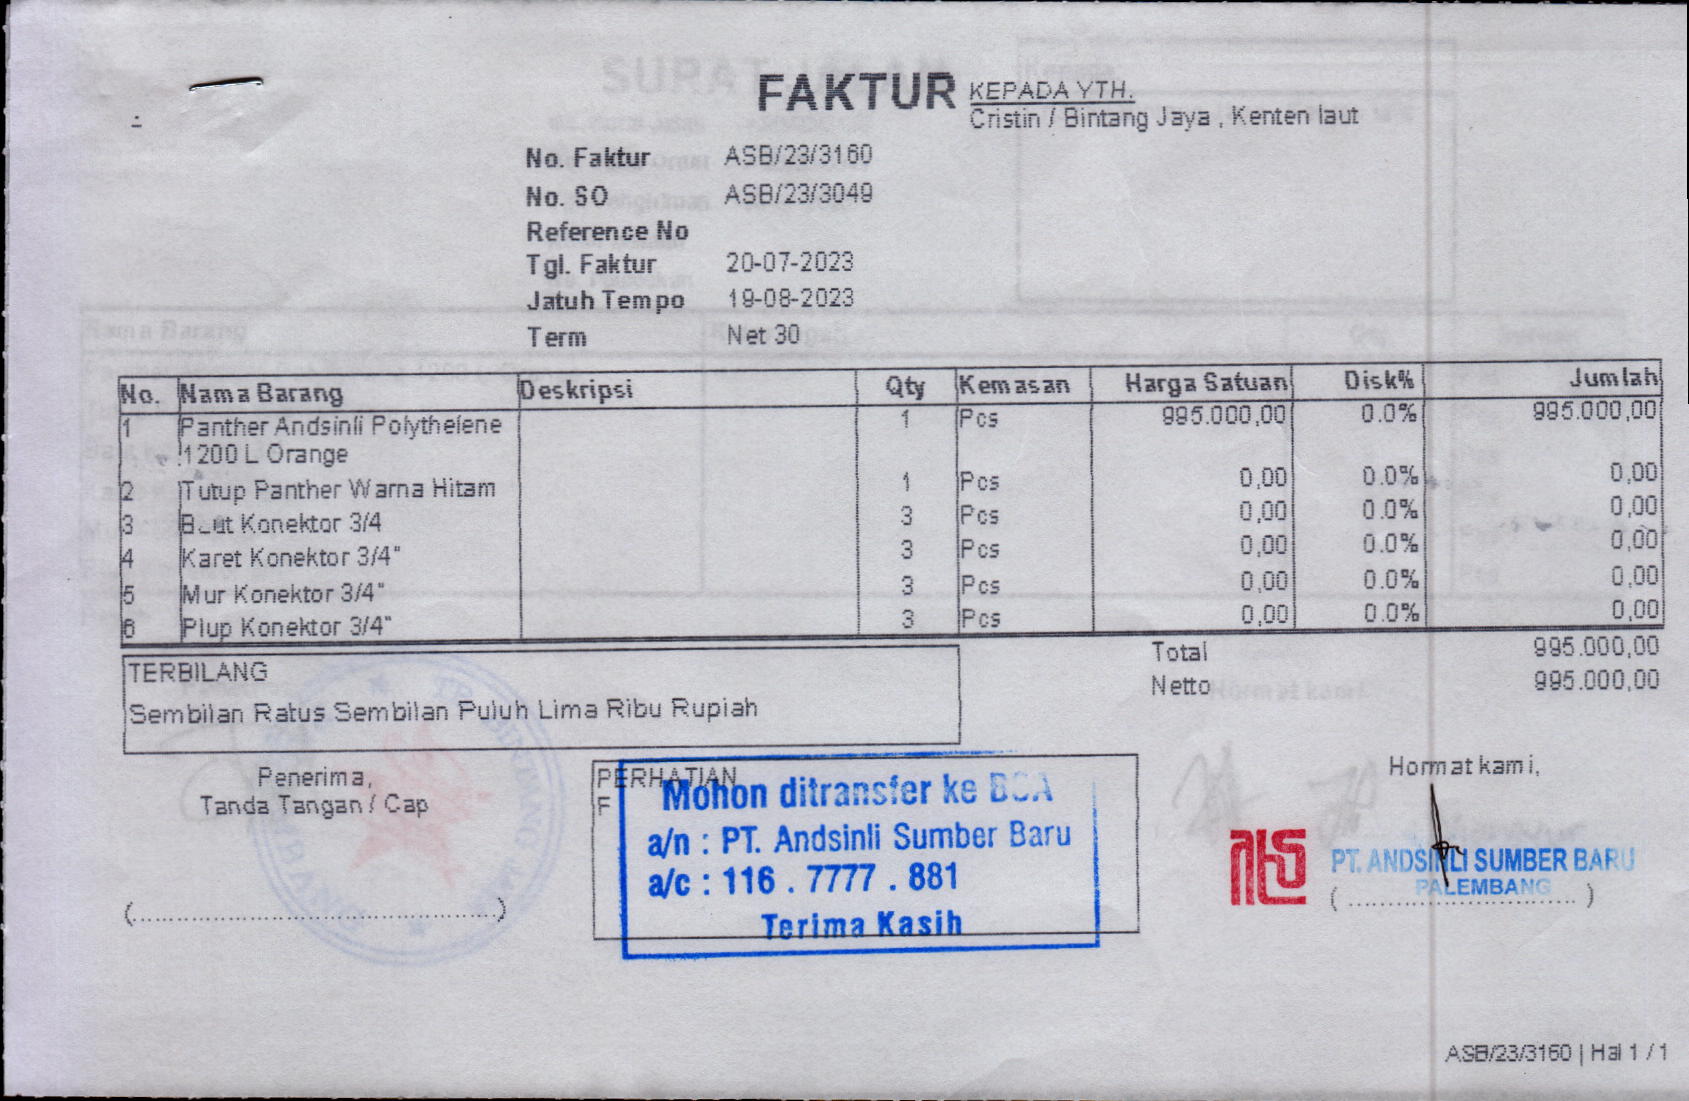 FAKTUR
KEPADA YTH.
Cristin / Bintang Jaya , Kenten laut
No. Faktur ASB/23/3160
No. SO ASB/23/3049
Reference No
Tgl. Faktur 20-07-2023
Jatuh Tempo 19-08-2023
Term Net 30
No. Nama Barang Deskripsi Qty Kemasan Harga Satuan Disk% Jumlah
1 Panther Andsinli Polythelene 1 Pcs 995.000,00 0.0% 995.000,00
1200 L Orange
2 Tutup Panther Warna Hitam 1 Pcs 0,00 0.0% 0,00
3 Baut Konektor 3/4 3 Pcs 0,00 0.0% 0,00
4 Karet Konektor 3/4" 3 Pcs 0,00 0.0% 0,00
5 Mur Konektor 3/4" 3 Pcs 0,00 0.0% 0,00
6 Plup Konektor 3/4" 3 Pcs 0,00 0.0% 0,00
Total 995.000,00
Netto 995.000,00
TERBILANG
Sembilan Ratus Sembilan Puluh Lima Ribu Rupiah
Penerima,
Tanda Tangan / Cap
(..................................................)
PERHATIAN
F
Mohon ditransfer ke BCA
a/n : PT. Andsinli Sumber Baru
a/c : 116 . 7777 . 881
Terima Kasih
Hormat kami,
PT. ANDSINLI SUMBER BARU
PALEMBANG
( ............................... )
ASB/23/3160 | Hal 1 / 1